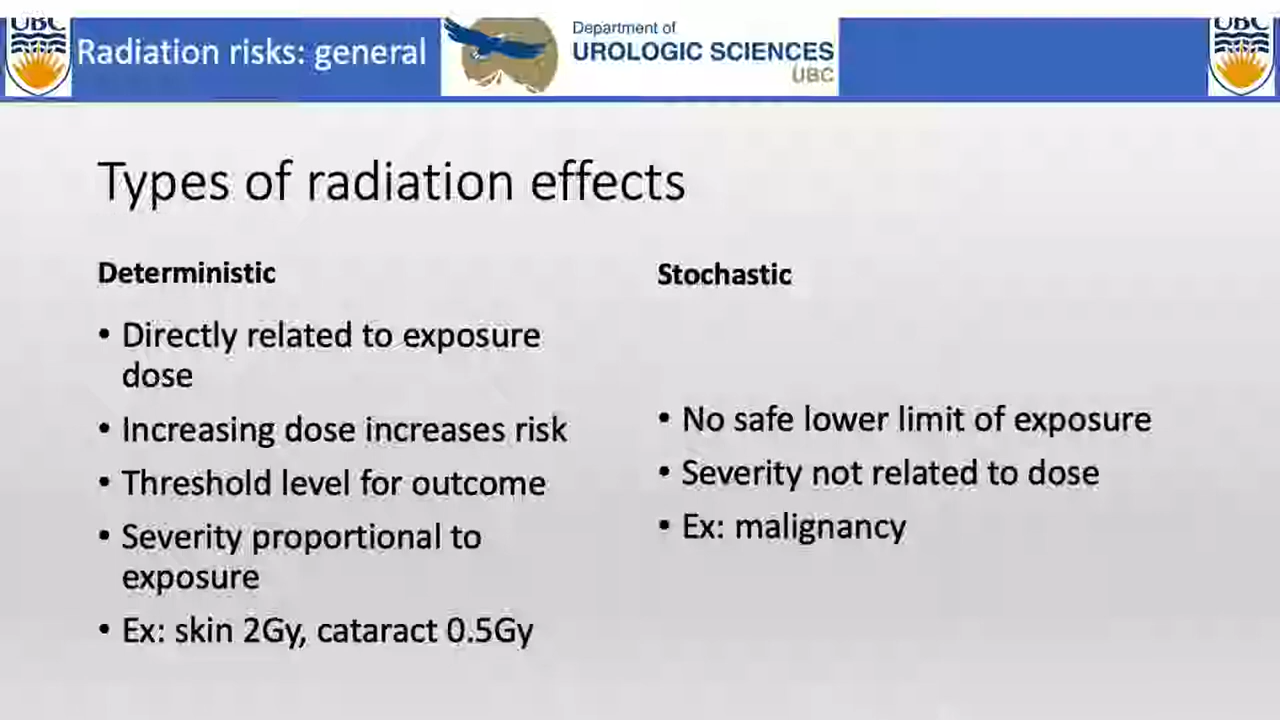 UBC
Radiation risks: general
Department of
UROLOGIC SCIENCES
UBC
UBC
Types of radiation effects
Deterministic
• Directly related to exposure
dose
• Increasing dose increases risk
• Threshold level for outcome
• Severity proportional to
exposure
• Ex: skin 2Gy, cataract 0.5Gy
Stochastic
• No safe lower limit of exposure
• Severity not related to dose
• Ex: malignancy